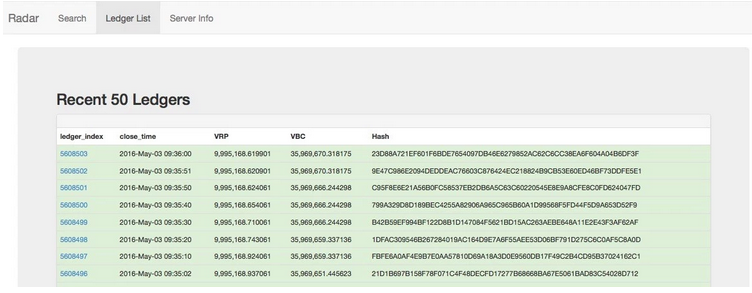 Radar Search Ledger List Server Info
Recent 50 Ledgers
ledger_index close_time VRP VBC Hash
5608503 2016-May-03 09:36:00 9,995,168.619901 35,969,670.318175 23D88A721EF601F6BDE7654097DB46E6279852AC62C6CC38EA6F604A04B6DF3F
5608502 2016-May-03 09:35:51 9,995,168.620901 35,969,670.318175 9E47C986E2094DEDDEAC76603C876424EC218824B9CB53E60ED46BF73DDFE5E1
5608501 2016-May-03 09:35:50 9,995,168.624061 35,969,666.244298 C95F8E6E21A56B0FC58537EB2DB6A5C63C60220545E8E9A8CFE8C0FD624047FD
5608500 2016-May-03 09:35:40 9,995,168.654061 35,969,666.244298 799A329D8D189BEC4255A82906A965C965B60A1D99568F5FD44F5D9A653D52F9
5608499 2016-May-03 09:35:30 9,995,168.710061 35,969,666.244298 B42B59EF994BF122D8B1D147084F5621BD15AC263AEBE648A11E2E43F3AF62AF
5608498 2016-May-03 09:35:20 9,995,168.743061 35,969,659.337136 1DFAC309546B267284019AC164D9E7A6F55AEE53D06BF791D275C6C0AF5C8A0D
5608497 2016-May-03 09:35:10 9,995,168.924061 35,969,659.337136 FBFE6A0AF4E9B7E0AA57810D69A18A3D0E9560DB17F49C2B4CD95B37024162C1
5608496 2016-May-03 09:35:02 9,995,168.937061 35,969,651.445623 21D1B697B158F78F071C4F48DECFD17277B68668BA67E5061BAD83C54028D712